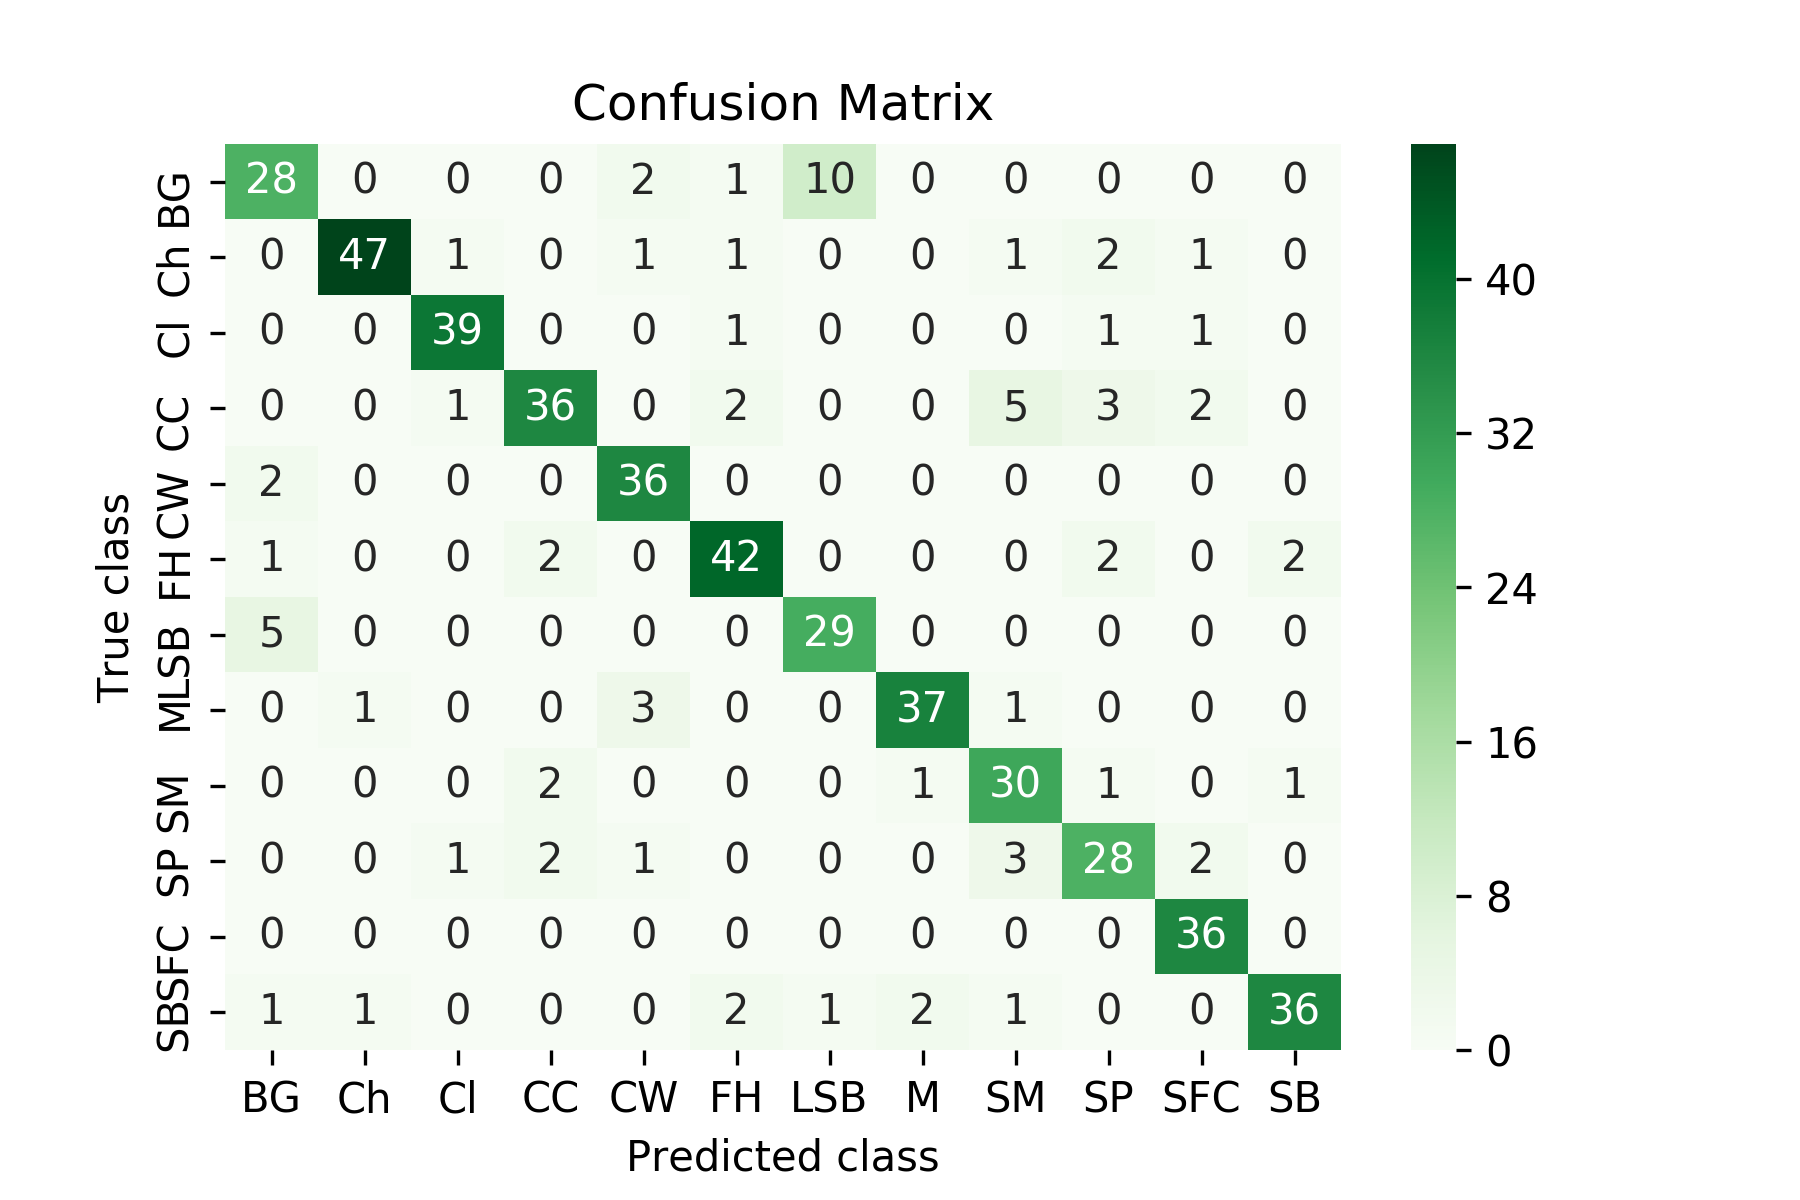 Confusion Matrix
BG 28 0 0 0 2 1 10 0 0 0 0 0
Ch 0 47 1 0 1 1 0 0 1 2 1 0
Cl 0 0 39 0 0 1 0 0 0 1 1 0
CC 0 0 1 36 0 2 0 0 5 3 2 0
CW 2 0 0 0 36 0 0 0 0 0 0 0
FH 1 0 0 2 0 42 0 0 0 2 0 2
LSB 5 0 0 0 0 0 29 0 0 0 0 0
M 0 1 0 0 3 0 0 37 1 0 0 0
SM 0 0 0 2 0 0 0 1 30 1 0 1
SP 0 0 1 2 1 0 0 0 3 28 2 0
SFC 0 0 0 0 0 0 0 0 0 0 36 0
SB 1 1 0 0 0 2 1 2 1 0 0 36
BG Ch Cl CC CW FH LSB M SM SP SFC SB
Predicted class
True class
40
32
24
16
8
0